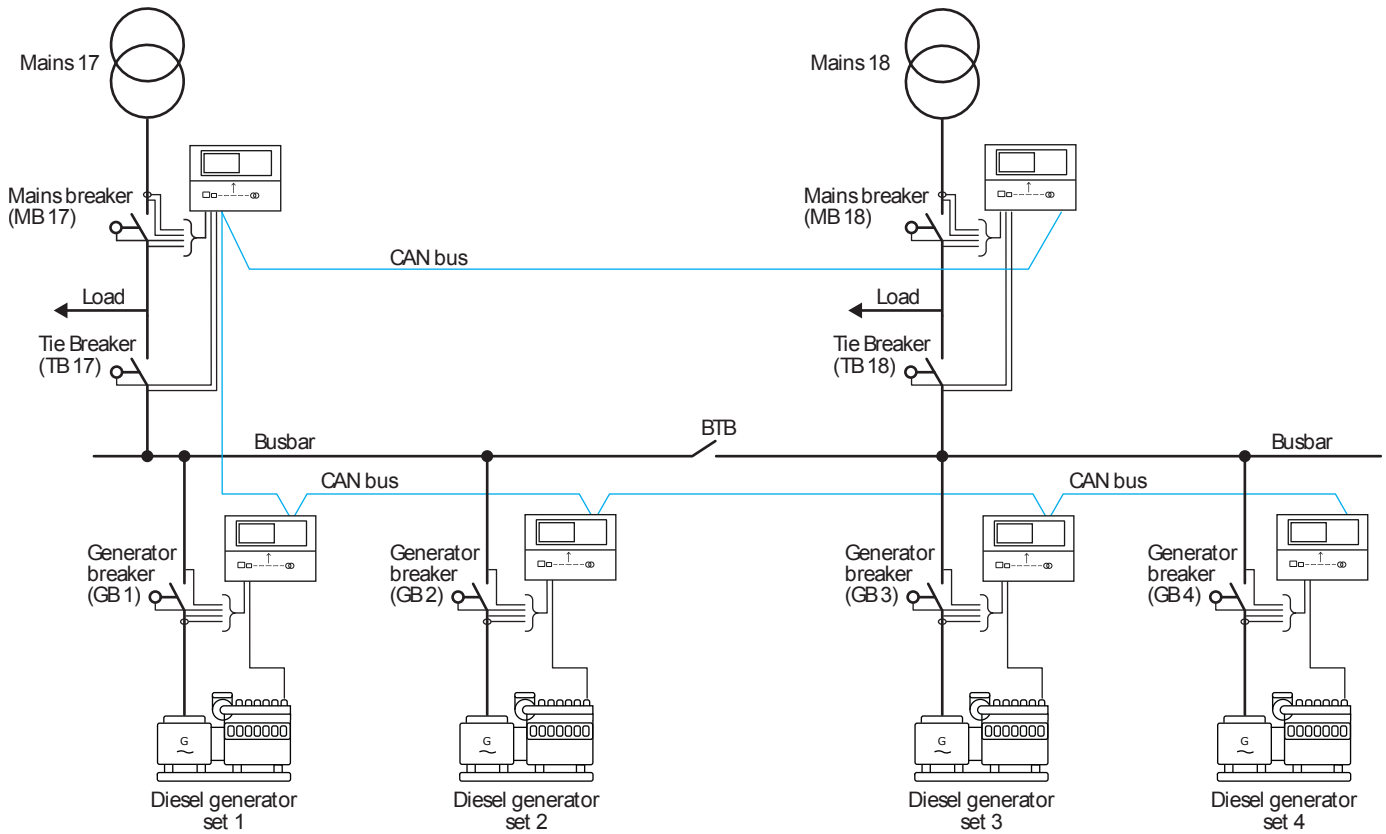 Mains 17
Mains 18
Mains breaker
(MB 17)
Mains breaker
(MB 18)
CAN bus
Load
Load
Tie Breaker
(TB 17)
Tie Breaker
(TB 18)
BTB
Busbar
Busbar
CAN bus
CAN bus
Generator
breaker
(GB 1)
Generator
breaker
(GB 2)
Generator
breaker
(GB 3)
Generator
breaker
(GB 4)
G
G
G
G
Diesel generator
set 1
Diesel generator
set 2
Diesel generator
set 3
Diesel generator
set 4